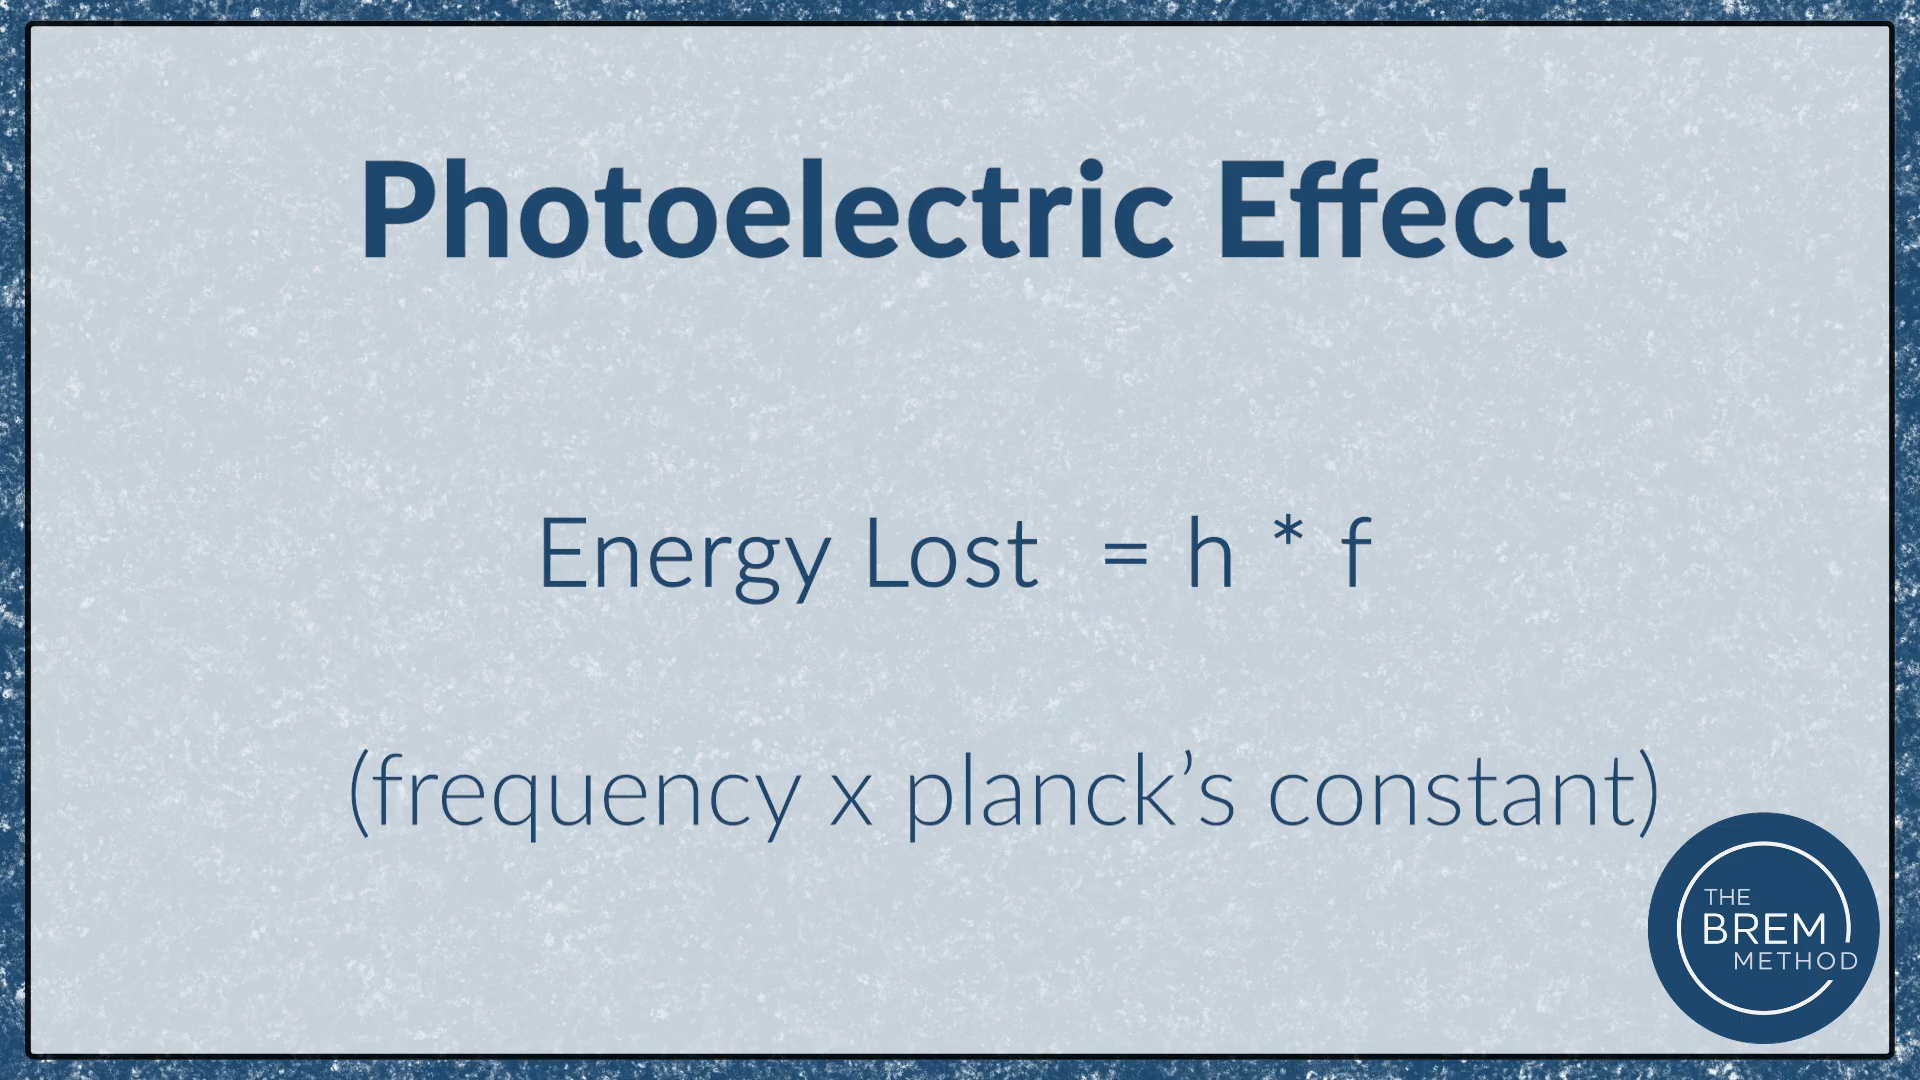 Photoelectric Effect
Energy Lost = h * f
(frequency x planck’s constant)
THE
BREM
METHOD